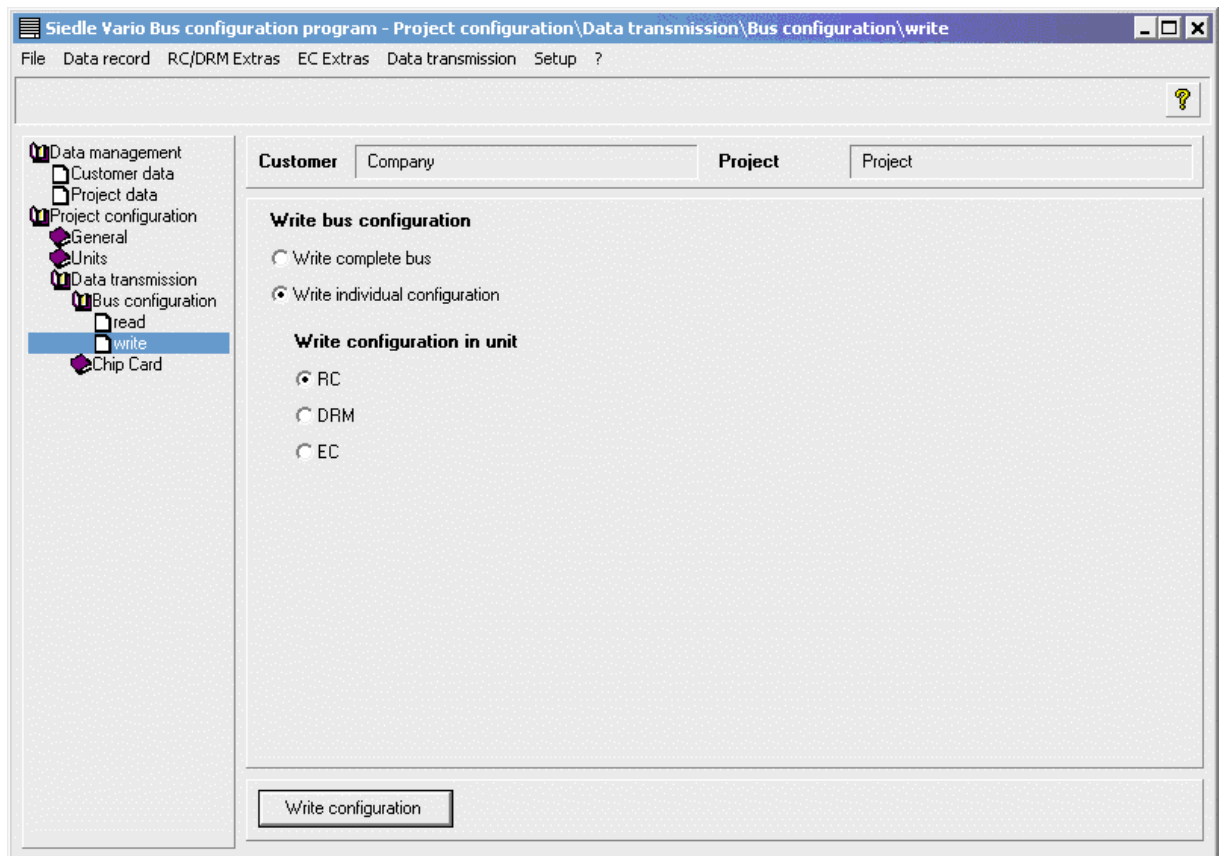 Siedle Vario Bus configuration program - Project configuration\Data transmission\Bus configuration\write
File Data record RC/DRM Extras EC Extras Data transmission Setup ?
Data management
Customer data
Project data
Project configuration
General
Units
Data transmission
Bus configuration
read
write
Chip Card
Customer Company Project Project
Write bus configuration
Write complete bus
Write individual configuration
Write configuration in unit
RC
DRM
EC
Write configuration